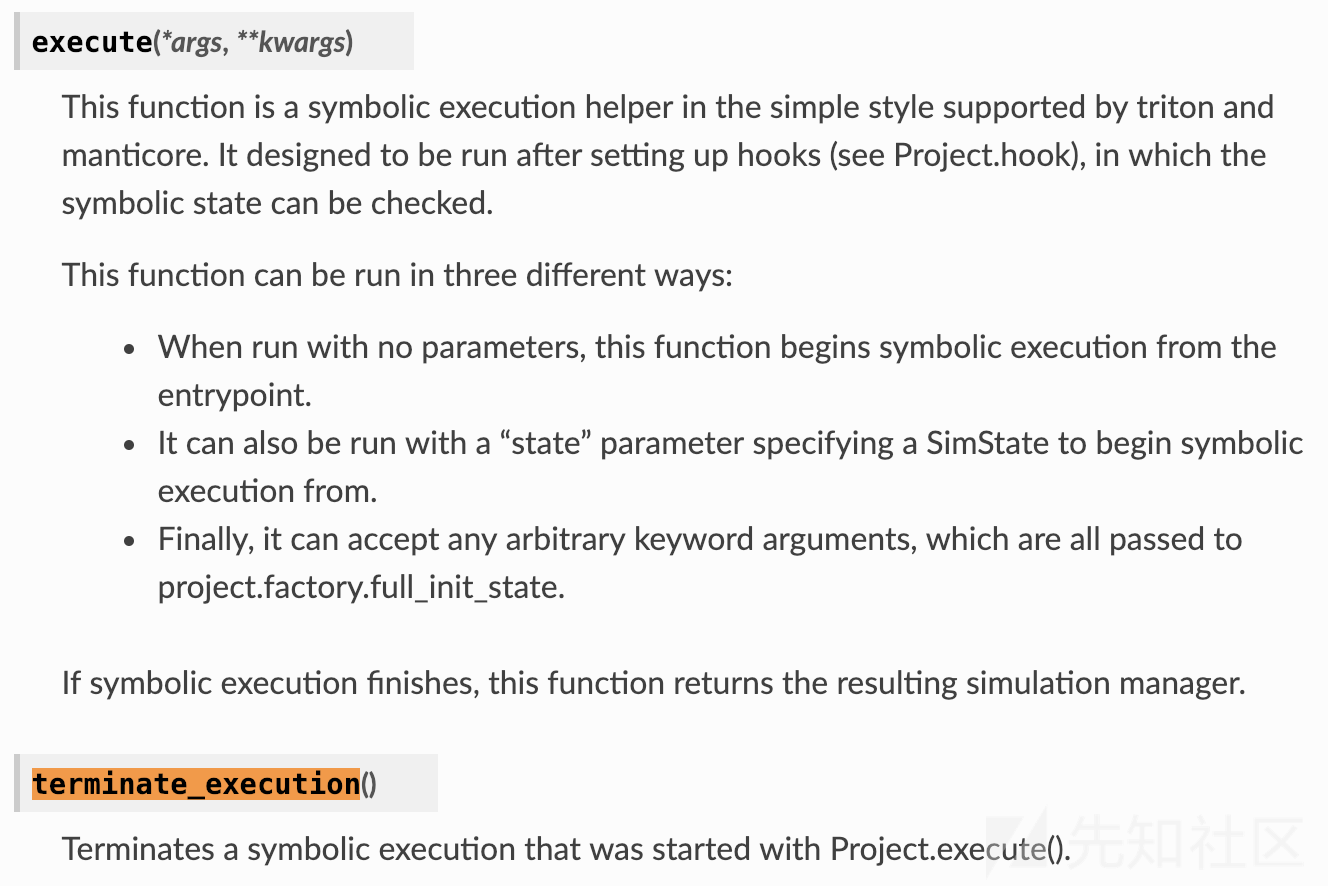 execute(*args, **kwargs)
This function is a symbolic execution helper in the simple style supported by triton and
manticore. It designed to be run after setting up hooks (see Project.hook), in which the
symbolic state can be checked.
This function can be run in three different ways:
• When run with no parameters, this function begins symbolic execution from the
entrypoint.
• It can also be run with a “state” parameter specifying a SimState to begin symbolic
execution from.
• Finally, it can accept any arbitrary keyword arguments, which are all passed to
project.factory.full_init_state.
If symbolic execution finishes, this function returns the resulting simulation manager.
terminate_execution()
Terminates a symbolic execution that was started with Project.execute().
先知社区